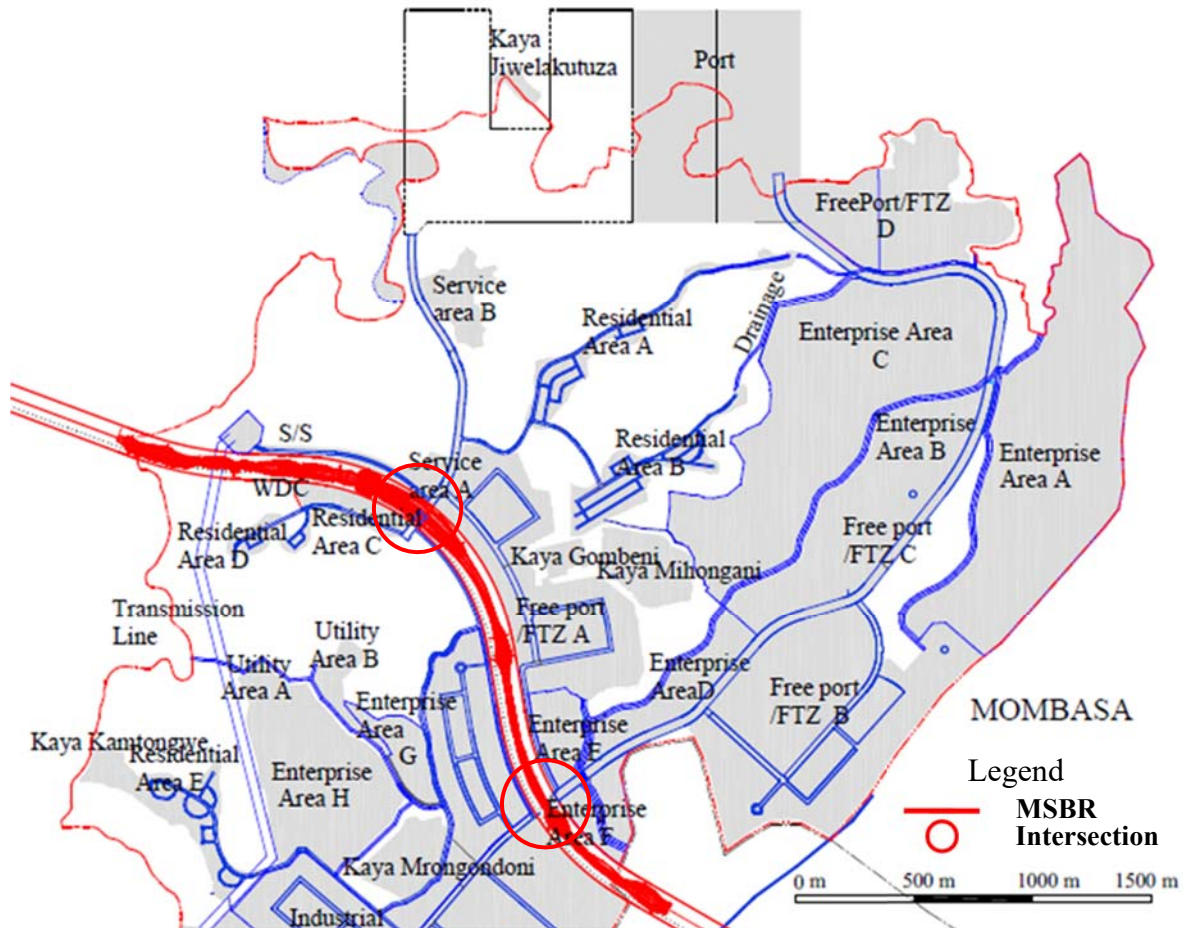 Kaya
Jiwelakutuza
Port
FreePort/FTZ
D
Service
area B
Residential
Area A
Drainage
Enterprise Area
C
S/S
Service
area A
Residential
Area B
Enterprise
Area B
Enterprise
Area A
WDC
Residential
Area D
Residential
Area C
Free port
/FTZ C
Kaya Gombeni
Kaya Mihongani
Transmission
Line
Utility
Area B
Free port
/FTZ A
Utility
Area A
Enterprise
AreaD
Free port
/FTZ B
Enterprise
Area
G
Enterprise
Area E
MOMBASA
Kaya Kamtongwe
Residential
Area E
Enterprise
Area H
Enterprise
Area F
Legend
MSBR
Intersection
Kaya Mrongondoni
0 m 500 m 1000 m 1500 m
Industrial